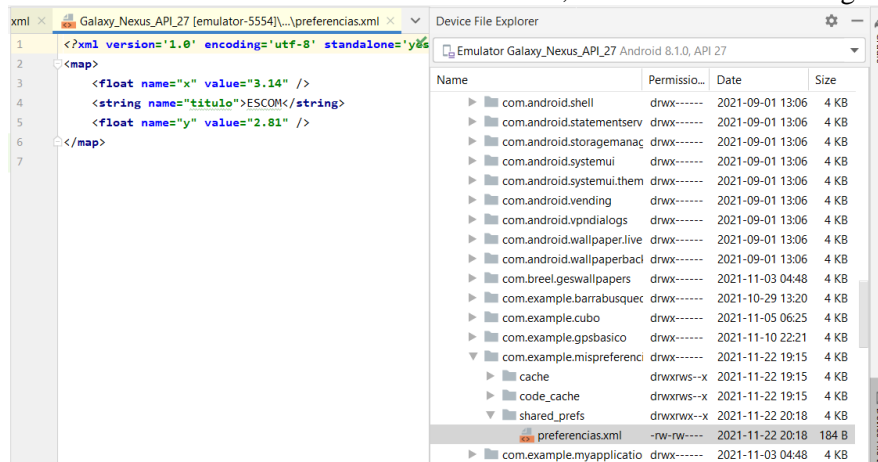 xml
Galaxy_Nexus_API_27 [emulator-5554]\...\preferencias.xml
1 <?xml version='1.0' encoding='utf-8' standalone='yes
2 <map>
3 <float name="x" value="3.14" />
4 <string name="titulo">ESCOM</string>
5 <float name="y" value="2.81" />
6 </map>
7
Device File Explorer
Emulator Galaxy_Nexus_API_27 Android 8.1.0, API 27
Name Permissio... Date Size
com.android.shell drwx------ 2021-09-01 13:06 4 KB
com.android.statementserv drwx------ 2021-09-01 13:06 4 KB
com.android.storagemanag drwx------ 2021-09-01 13:06 4 KB
com.android.systemui drwx------ 2021-09-01 13:06 4 KB
com.android.systemui.them drwx------ 2021-09-01 13:06 4 KB
com.android.vending drwx------ 2021-09-01 13:06 4 KB
com.android.vpndialogs drwx------ 2021-09-01 13:06 4 KB
com.android.wallpaper.live drwx------ 2021-09-01 13:06 4 KB
com.android.wallpaperback drwx------ 2021-09-01 13:06 4 KB
com.breel.geswallpapers drwx------ 2021-11-03 04:48 4 KB
com.example.barrabusquec drwx------ 2021-10-29 13:20 4 KB
com.example.cubo drwx------ 2021-11-05 06:25 4 KB
com.example.gpsbasico drwx------ 2021-11-10 22:21 4 KB
com.example.mispreferenci drwx------ 2021-11-22 19:15 4 KB
cache drwxrws--x 2021-11-22 19:15 4 KB
code_cache drwxrws--x 2021-11-22 19:15 4 KB
shared_prefs drwxrwx--x 2021-11-22 20:18 4 KB
preferencias.xml -rw-rw---- 2021-11-22 20:18 184 B
com.example.myapplicatio drwx------ 2021-11-03 04:48 4 KB